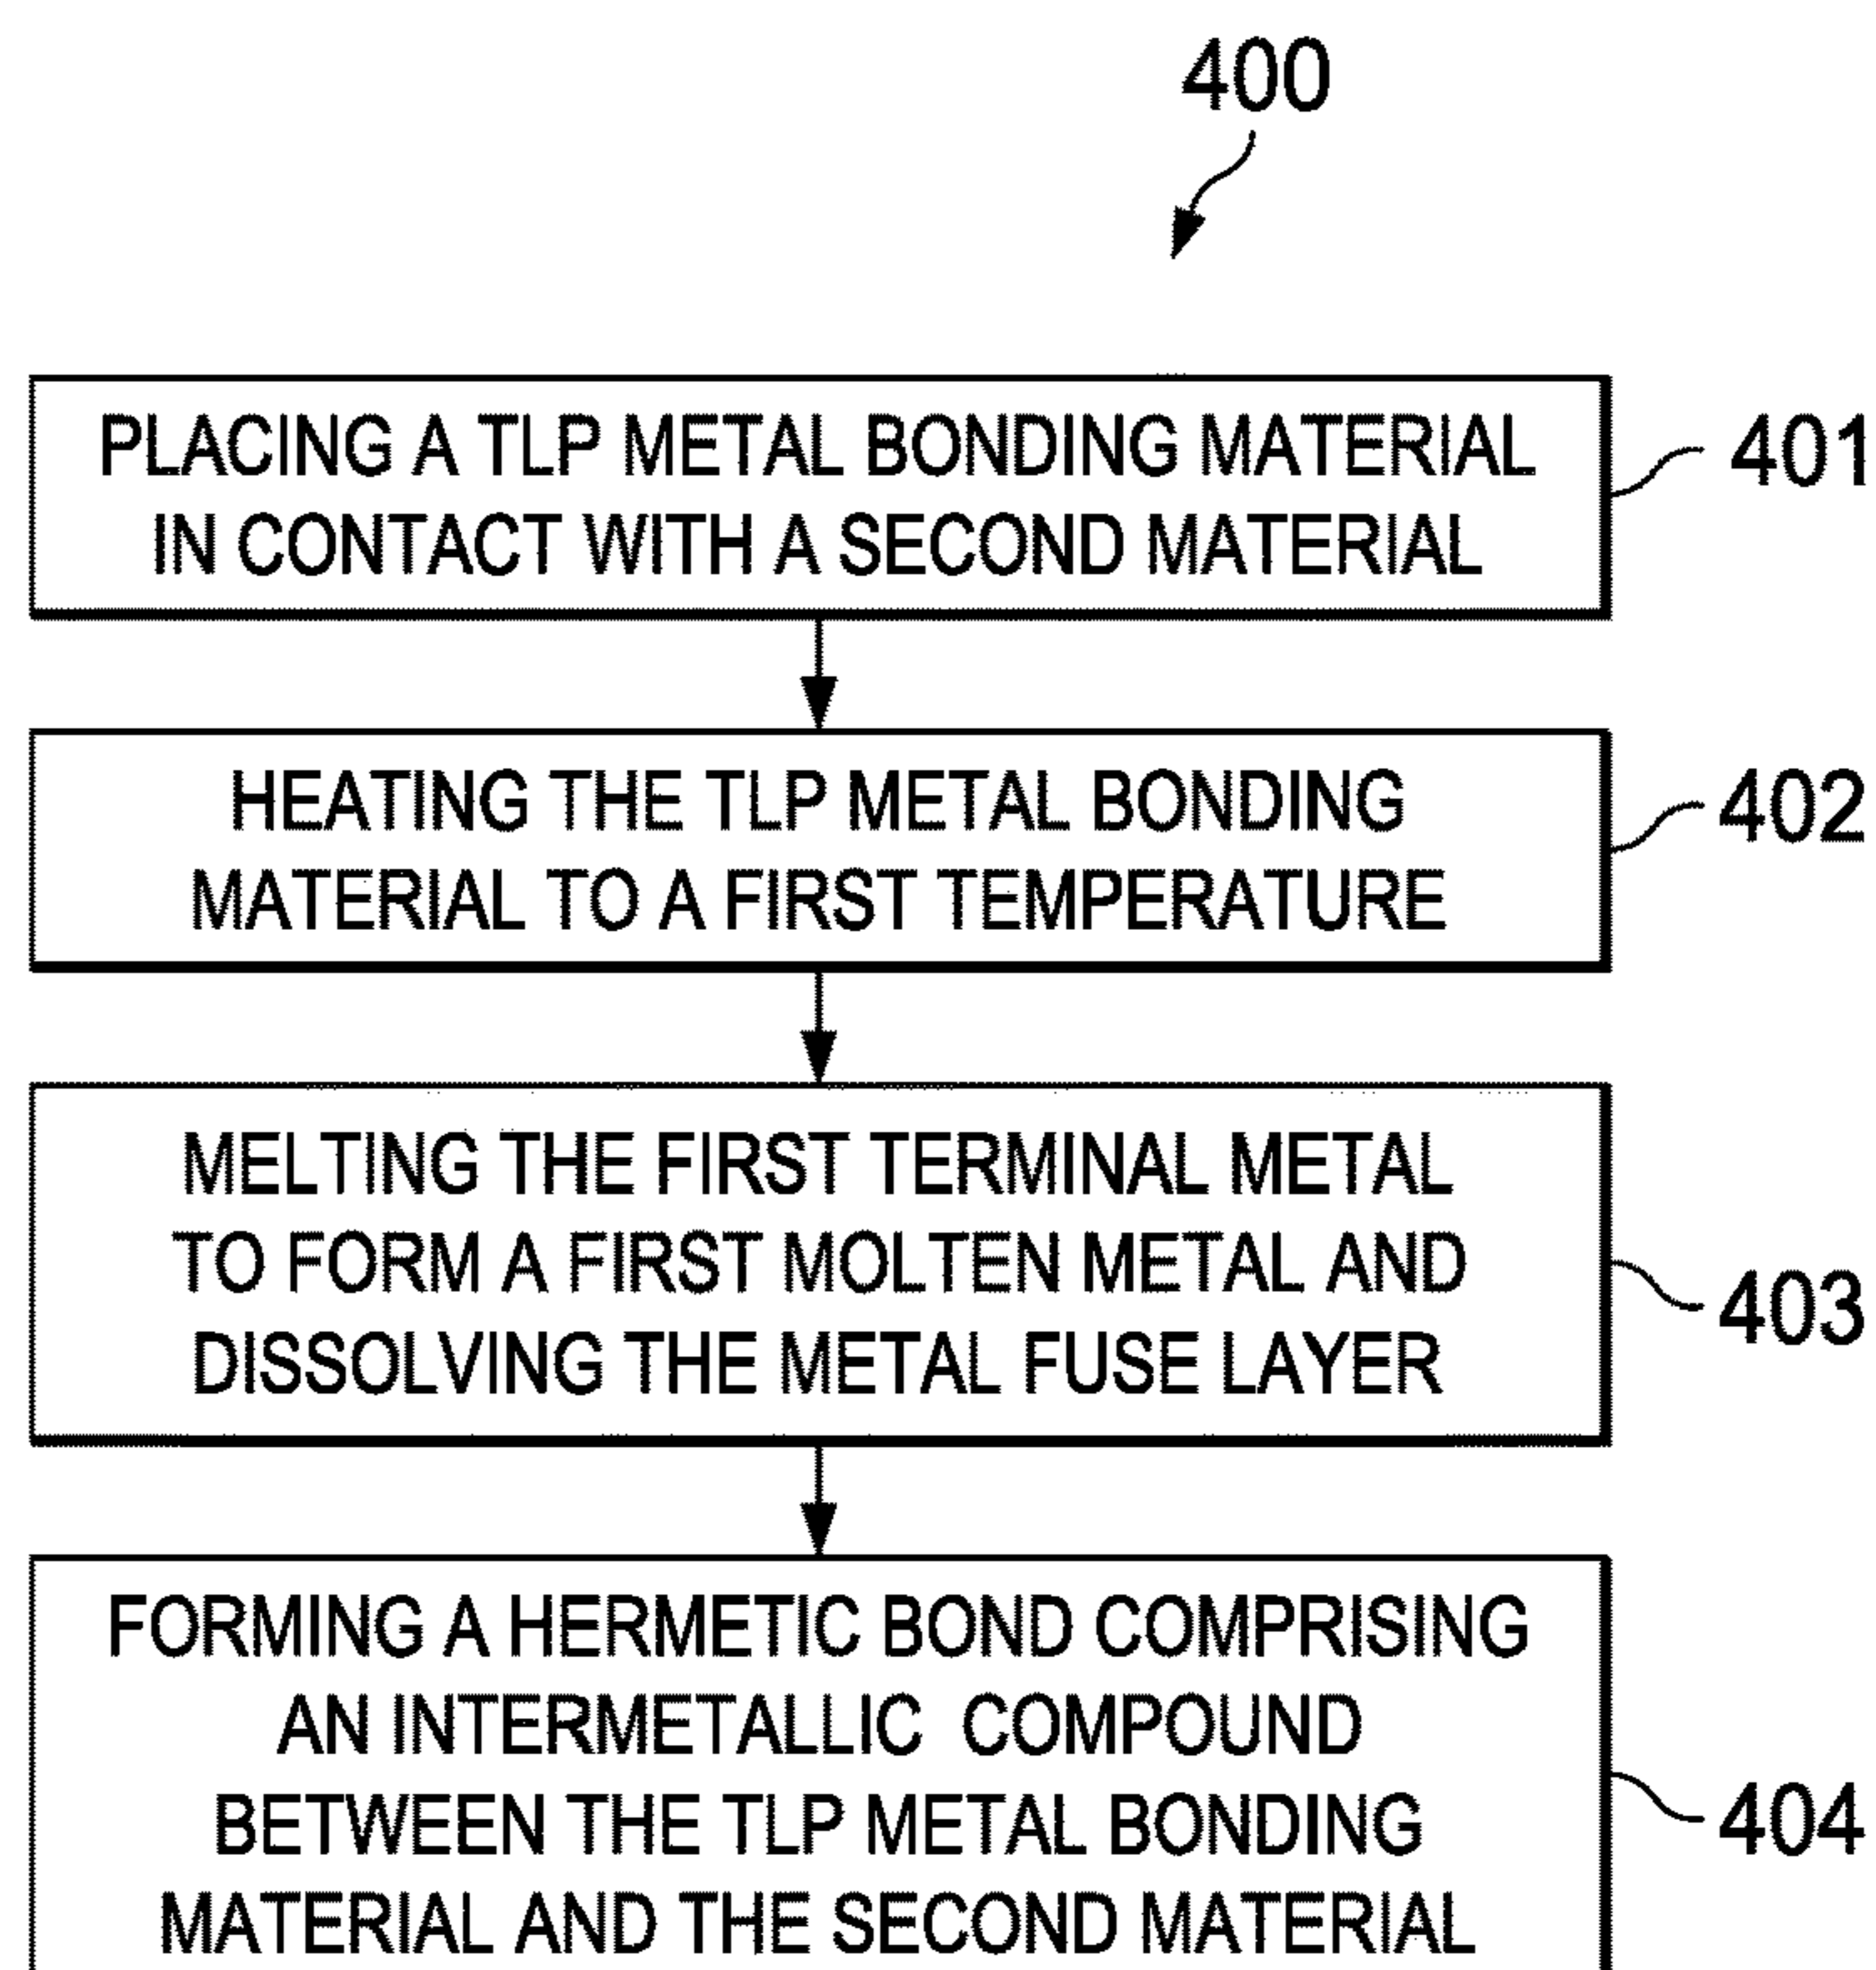 400
PLACING A TLP METAL BONDING MATERIAL
IN CONTACT WITH A SECOND MATERIAL
401
HEATING THE TLP METAL BONDING
MATERIAL TO A FIRST TEMPERATURE
402
MELTING THE FIRST TERMINAL METAL
TO FORM A FIRST MOLTEN METAL AND
DISSOLVING THE METAL FUSE LAYER
403
FORMING A HERMETIC BOND COMPRISING
AN INTERMETALLIC COMPOUND
BETWEEN THE TLP METAL BONDING
MATERIAL AND THE SECOND MATERIAL
404